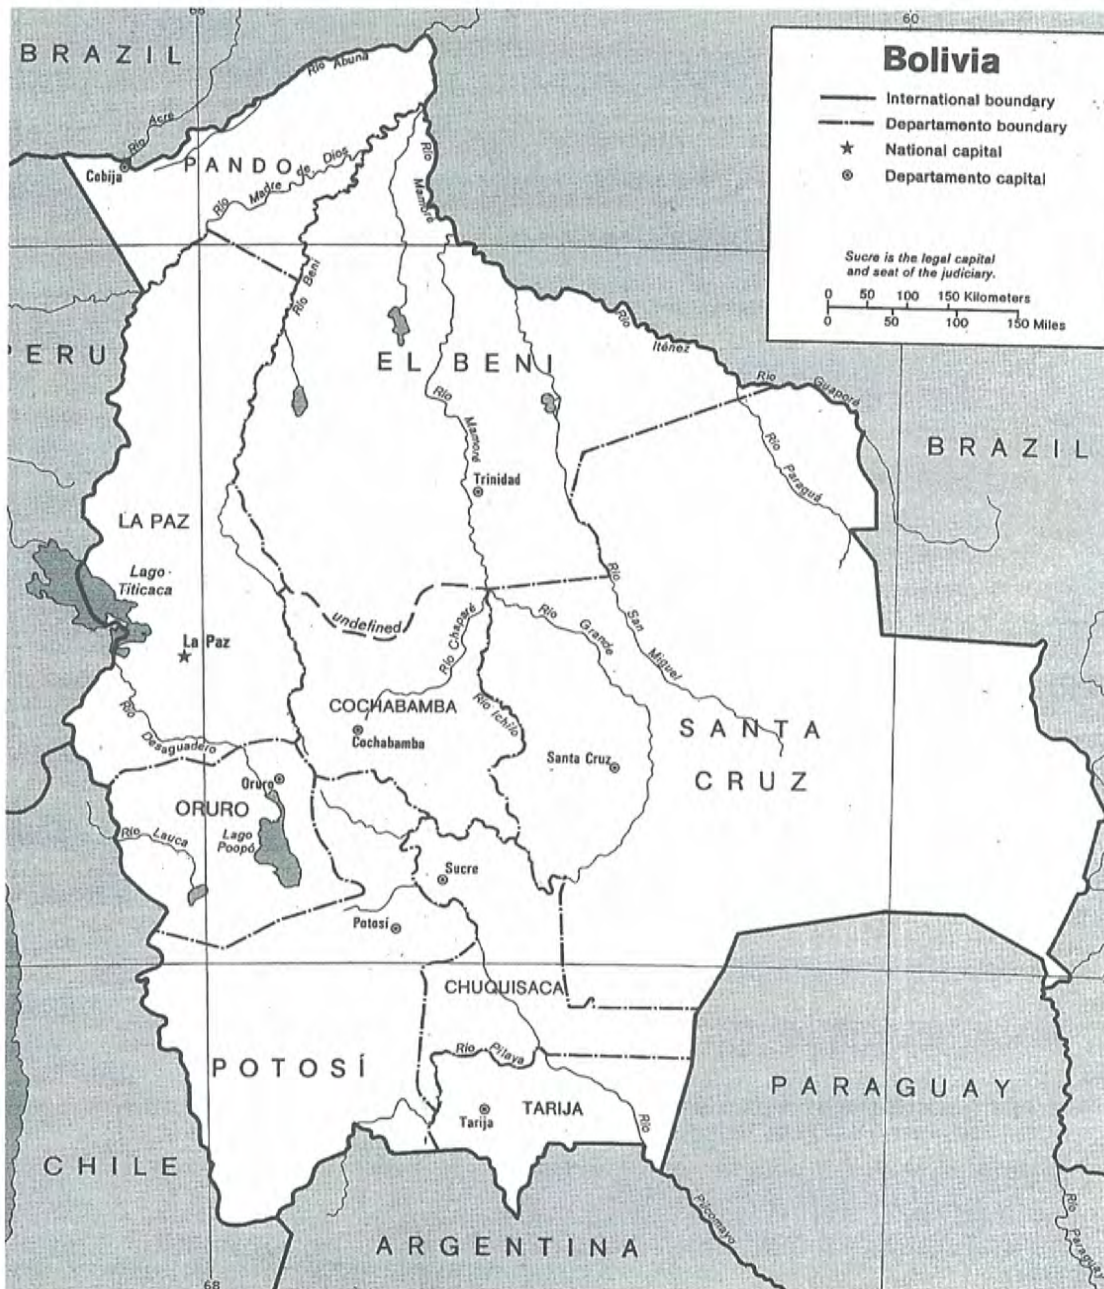 68
60
BRAZIL
Bolivia
International boundary
Departamento boundary
National capital
Departamento capital
Sucre is the legal capital
and seat of the judiciary.
0 50 100 150 Kilometers
0 50 100 150 Miles
Río Abuná
Río Acre
Cobija
PANDO
Río Madre de Dios
Río Mamoré
Río Beni
PERU
EL BENI
Río Iténez
Río Guaporé
Río Mamoré
Río Paraguá
BRAZIL
Trinidad
LA PAZ
Lago
Titicaca
undefined
Río Chaparé
Río Grande
Río San Miguel
La Paz
COCHABAMBA
Río Ichilo
SANTA
CRUZ
Río Desaguadero
Cochabamba
Santa Cruz
Oruro
ORURO
Río Lauca
Lago
Poopó
Sucre
Potosí
CHUQUISACA
POTOSÍ
Río Pilaya
PARAGUAY
Tarija
TARIJA
Río Pilcomayo
CHILE
ARGENTINA
Río Paraguay
68